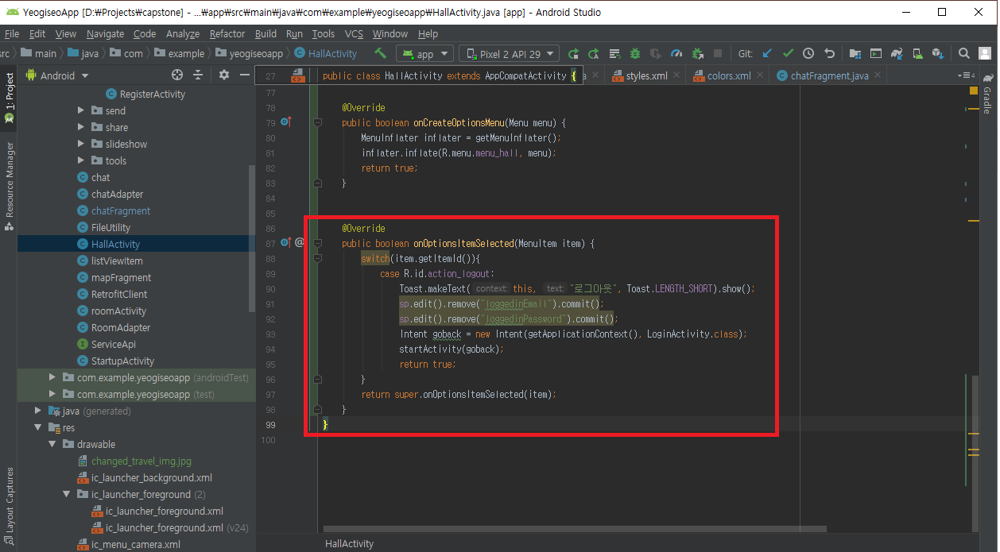 YeogiseoApp [D:₩Projects₩capstone] - ...₩app₩src₩main₩java₩com₩example₩yeogiseoapp₩HallActivity.java [app] - Android Studio
File Edit View Navigate Code Analyze Refactor Build Run Tools VCS Window Help
src main java com example yeogiseoapp HallActivity app Pixel 2 API 29 Git:
Android 27 public class HallActivity extends AppCompatActivity { a styles.xml colors.xml chatFragment.java 4
1: Project
Resource Manager
Layout Captures
Gradle
RegisterActivity
send
share
slideshow
tools
chat
chatAdapter
chatFragment
FileUtility
HallActivity
listViewItem
mapFragment
RetrofitClient
roomActivity
RoomAdapter
ServiceApi
StartupActivity
com.example.yeogiseoapp (androidTest)
com.example.yeogiseoapp (test)
java (generated)
res
drawable
changed_travel_img.jpg
ic_launcher_background.xml
ic_launcher_foreground (2)
ic_launcher_foreground.xml
ic_launcher_foreground.xml (v24)
ic_menu_camera.xml
77
78 @Override
79 public boolean onCreateOptionsMenu(Menu menu) {
80 MenuInflater inflater = getMenuInflater();
81 inflater.inflate(R.menu.menu_hall, menu);
82 return true;
83 }
84
85
86 @Override
87 @ public boolean onOptionsItemSelected(MenuItem item) {
88 switch(item.getItemId()){
89 case R.id.action_logout:
90 Toast.makeText( context: this, text: "로그아웃", Toast.LENGTH_SHORT).show();
91 sp.edit().remove("loggedinEmail").commit();
92 sp.edit().remove("loggedinPassword").commit();
93 Intent goback = new Intent(getApplicationContext(), LoginActivity.class);
94 startActivity(goback);
95 return true;
96 }
97 return super.onOptionsItemSelected(item);
98 }
99 }
100
HallActivity